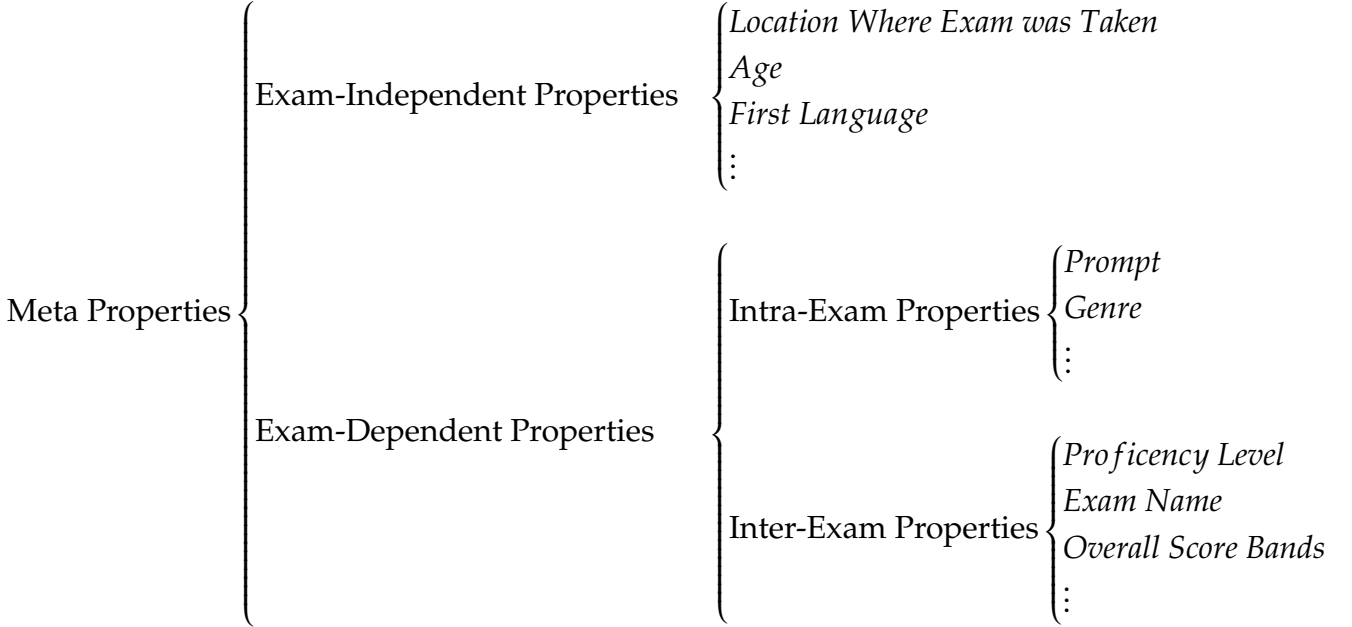 Location Where Exam was Taken
Age
Exam-Independent Properties
First Language
⋮
Prompt
Meta Properties
Intra-Exam Properties
Genre
⋮
Exam-Dependent Properties
Proficency Level
Exam Name
Inter-Exam Properties
Overall Score Bands
⋮